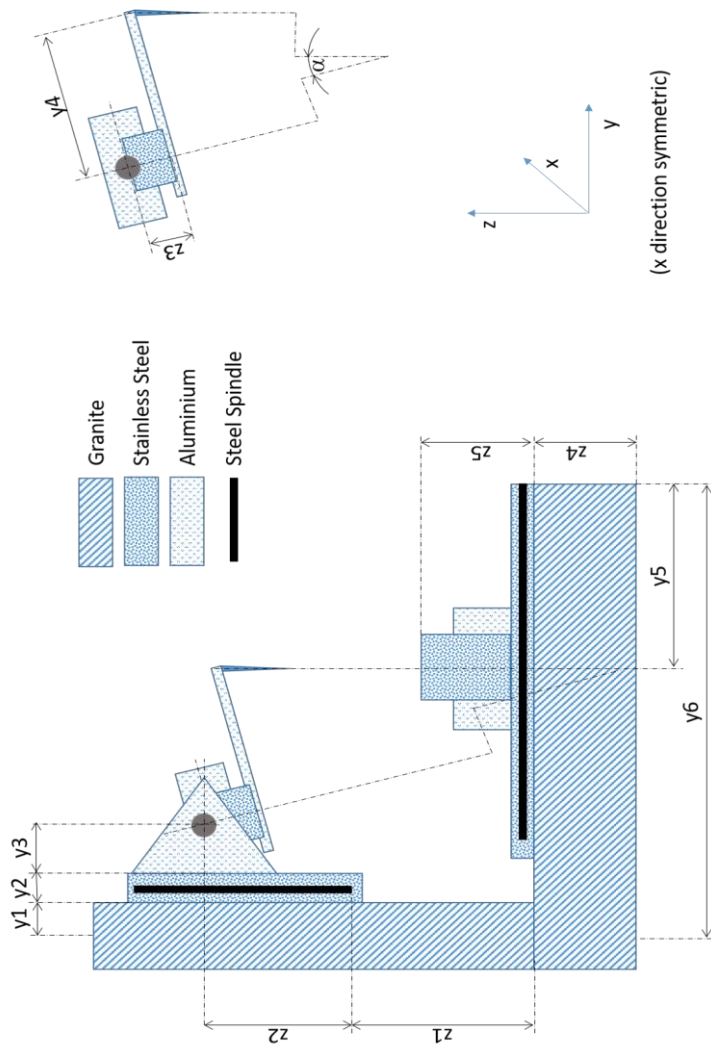 y4
α
z3
z
x
y
(x direction symmetric)
Granite
Stainless Steel
Aluminium
Steel Spindle
y3
y2
y1
z2
z1
z5
z4
y5
y6